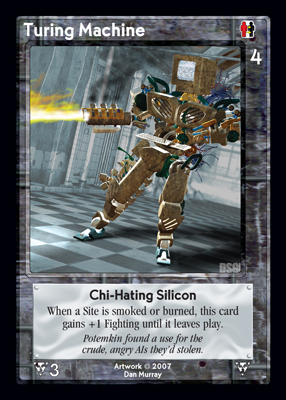 Turing Machine
4
DSG
Chi-Hating Silicon
When a Site is smoked or burned, this card
gains +1 Fighting until it leaves play.
Potemkin found a use for the
crude, angry AIs they'd stolen.
Artwork © 2007
Dan Murray
3